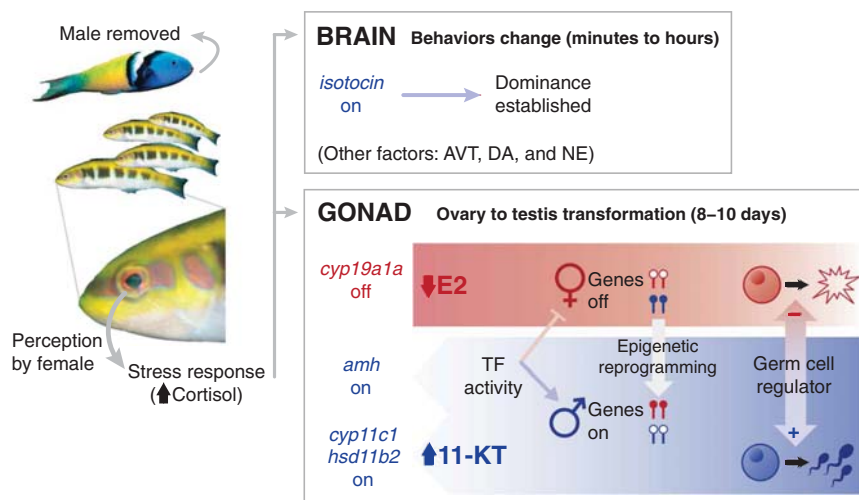 Male removed
BRAIN Behaviors change (minutes to hours)
isotocin
on
Dominance
established
(Other factors: AVT, DA, and NE)
GONAD Ovary to testis transformation (8–10 days)
cyp19a1a
off
E2
Genes
off
Perception
by female
Stress response
(Cortisol)
amh
on
TF
activity
Epigenetic
reprogramming
Germ cell
regulator
−
+
Genes
on
cyp11c1
hsd11b2
on
11-KT